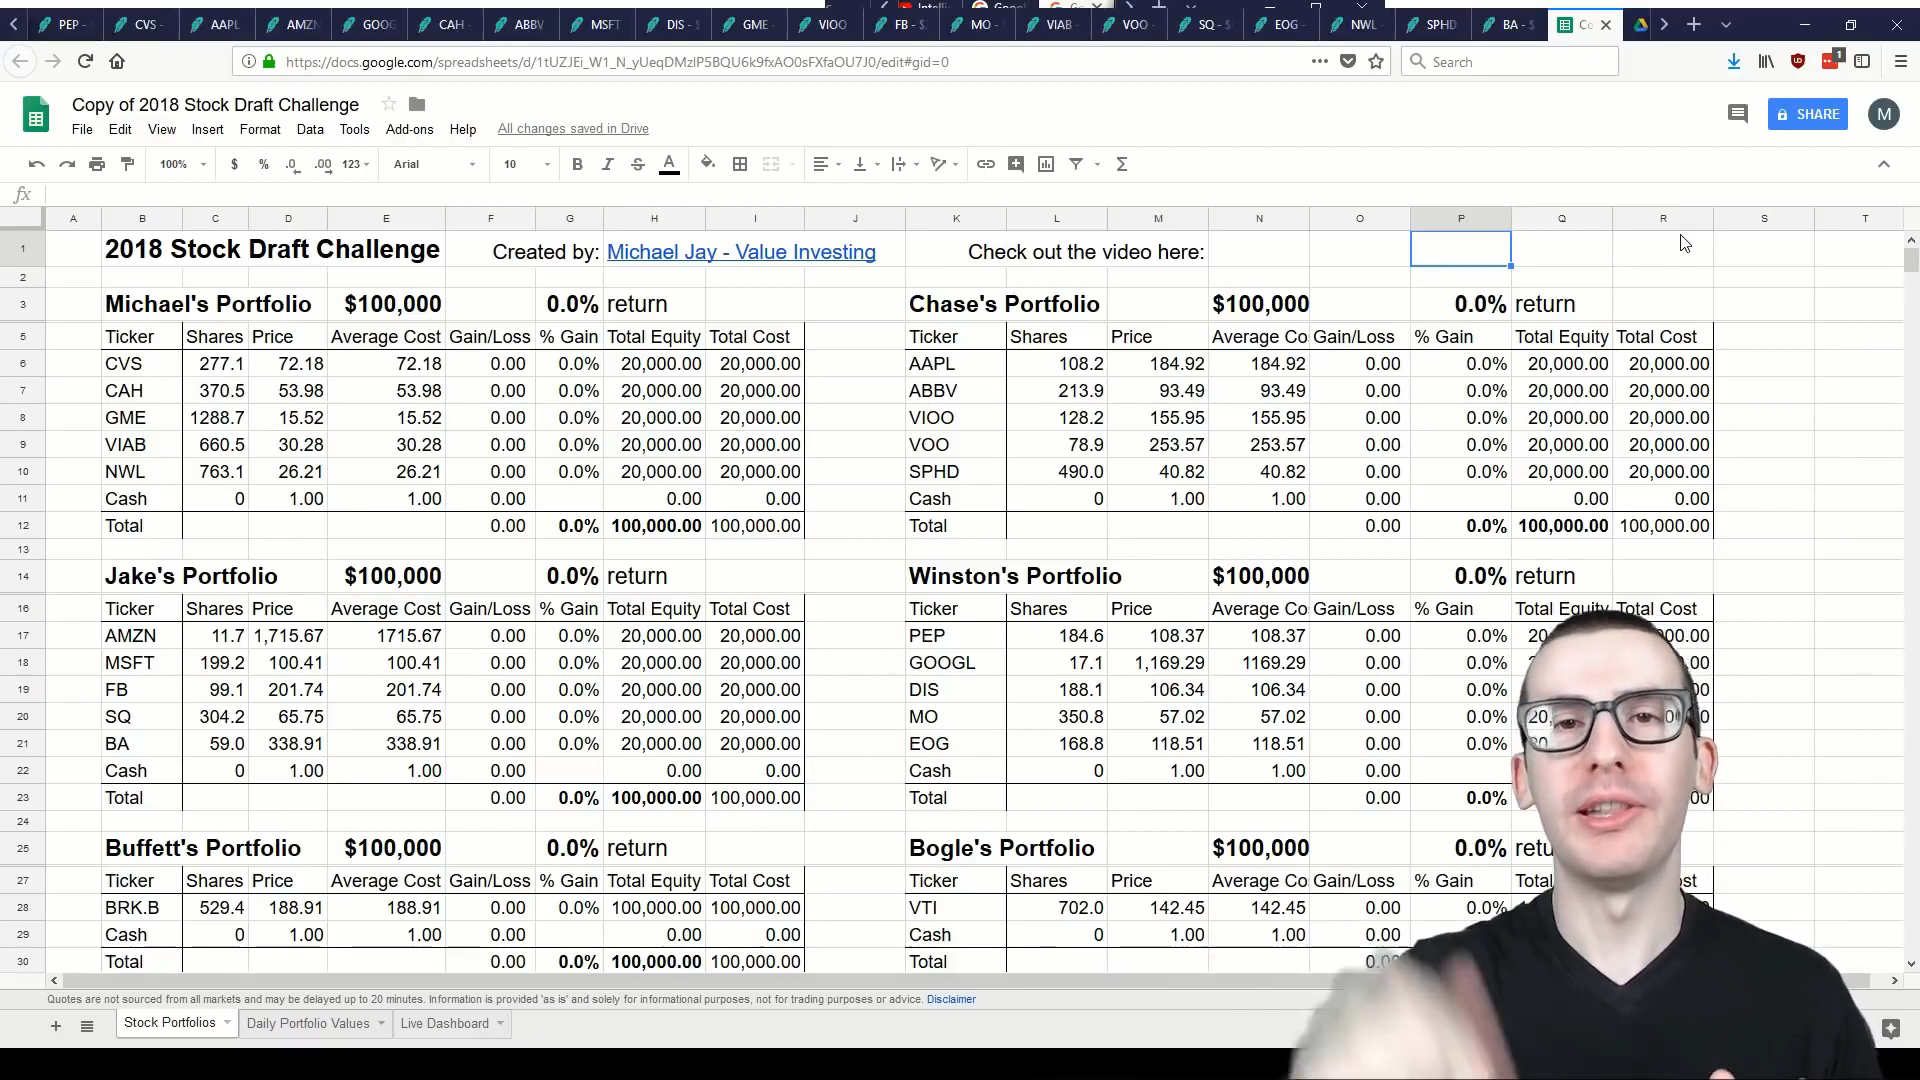 PEP - CVS - AAPL AMZN GOOG CAH - ABBV MSFT DIS - $ GME - VIOO FB - $ MO - VIAB VOO - SQ - $ EOG - NWL - SPHD BA - $ Co
https://docs.google.com/spreadsheets/d/1tUZJEi_W1_N_yUeqDMzlP5BQU6k9fxAO0sFXfaOU7J0/edit#gid=0 Search 1
Copy of 2018 Stock Draft Challenge
SHARE M
File Edit View Insert Format Data Tools Add-ons Help All changes saved in Drive
100% $ % .0 .00 123 Arial 10 B I S A Σ
fx
A B C D E F G H I J K L M N O P Q R S T
1 2018 Stock Draft Challenge Created by: Michael Jay - Value Investing Check out the video here:
2
3 Michael's Portfolio $100,000 0.0% return Chase's Portfolio $100,000 0.0% return
5 Ticker Shares Price Average Cost Gain/Loss % Gain Total Equity Total Cost Ticker Shares Price Average Co Gain/Loss % Gain Total Equity Total Cost
6 CVS 277.1 72.18 72.18 0.00 0.0% 20,000.00 20,000.00 AAPL 108.2 184.92 184.92 0.00 0.0% 20,000.00 20,000.00
7 CAH 370.5 53.98 53.98 0.00 0.0% 20,000.00 20,000.00 ABBV 213.9 93.49 93.49 0.00 0.0% 20,000.00 20,000.00
8 GME 1288.7 15.52 15.52 0.00 0.0% 20,000.00 20,000.00 VIOO 128.2 155.95 155.95 0.00 0.0% 20,000.00 20,000.00
9 VIAB 660.5 30.28 30.28 0.00 0.0% 20,000.00 20,000.00 VOO 78.9 253.57 253.57 0.00 0.0% 20,000.00 20,000.00
10 NWL 763.1 26.21 26.21 0.00 0.0% 20,000.00 20,000.00 SPHD 490.0 40.82 40.82 0.00 0.0% 20,000.00 20,000.00
11 Cash 0 1.00 1.00 0.00 0.00 0.00 Cash 0 1.00 1.00 0.00 0.00 0.00
12 Total 0.00 0.0% 100,000.00 100,000.00 Total 0.00 0.0% 100,000.00 100,000.00
13
14 Jake's Portfolio $100,000 0.0% return Winston's Portfolio $100,000 0.0% return
16 Ticker Shares Price Average Cost Gain/Loss % Gain Total Equity Total Cost Ticker Shares Price Average Co Gain/Loss % Gain Total Equity Total Cost
17 AMZN 11.7 1,715.67 1715.67 0.00 0.0% 20,000.00 20,000.00 PEP 184.6 108.37 108.37 0.00 0.0% 20 00.00
18 MSFT 199.2 100.41 100.41 0.00 0.0% 20,000.00 20,000.00 GOOGL 17.1 1,169.29 1169.29 0.00 0.0% 2 0.00
19 FB 99.1 201.74 201.74 0.00 0.0% 20,000.00 20,000.00 DIS 188.1 106.34 106.34 0.00 0.0% 2 00
20 SQ 304.2 65.75 65.75 0.00 0.0% 20,000.00 20,000.00 MO 350.8 57.02 57.02 0.00 0.0% 20,
21 BA 59.0 338.91 338.91 0.00 0.0% 20,000.00 20,000.00 EOG 168.8 118.51 118.51 0.00 0.0% 20
22 Cash 0 1.00 1.00 0.00 0.00 0.00 Cash 0 1.00 1.00 0.00
23 Total 0.00 0.0% 100,000.00 100,000.00 Total 0.00 0.0% 00
24
25 Buffett's Portfolio $100,000 0.0% return Bogle's Portfolio $100,000 0.0% retu
27 Ticker Shares Price Average Cost Gain/Loss % Gain Total Equity Total Cost Ticker Shares Price Average Co Gain/Loss % Gain Total ost
28 BRK.B 529.4 188.91 188.91 0.00 0.0% 100,000.00 100,000.00 VTI 702.0 142.45 142.45 0.00 0.0%
29 Cash 0 1.00 1.00 0.00 0.00 0.00 Cash 0 1.00 1.00 0.00
30 Total 0.00 0.0% 100,000.00 100,000.00 Total 0.00
Quotes are not sourced from all markets and may be delayed up to 20 minutes. Information is provided 'as is' and solely for informational purposes, not for trading purposes or advice. Disclaimer
Stock Portfolios Daily Portfolio Values Live Dashboard